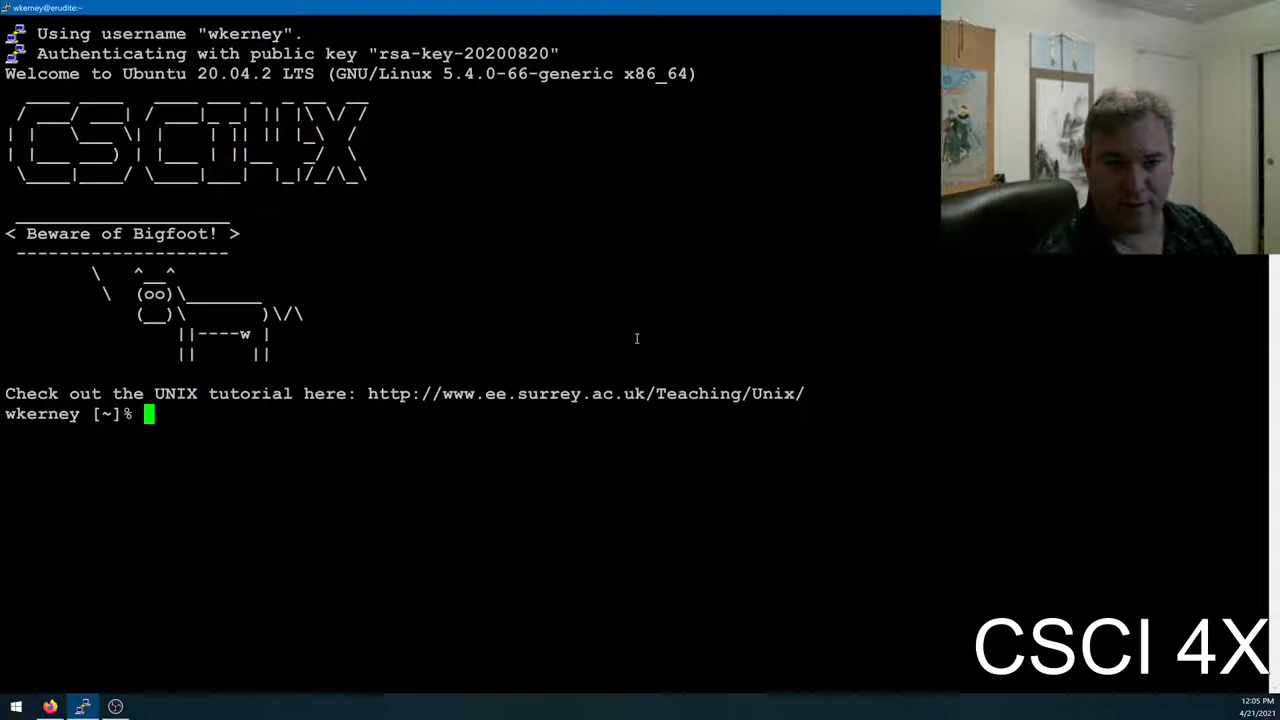 wkerney@erudite:~
Using username "wkerney".
Authenticating with public key "rsa-key-20200820"
Welcome to Ubuntu 20.04.2 LTS (GNU/Linux 5.4.0-66-generic x86_64)
CSCI4X
< Beware of Bigfoot! >
Check out the UNIX tutorial here: http://www.ee.surrey.ac.uk/Teaching/Unix/
wkerney [~]%
CSCI 4X
12:05 PM
4/21/2021